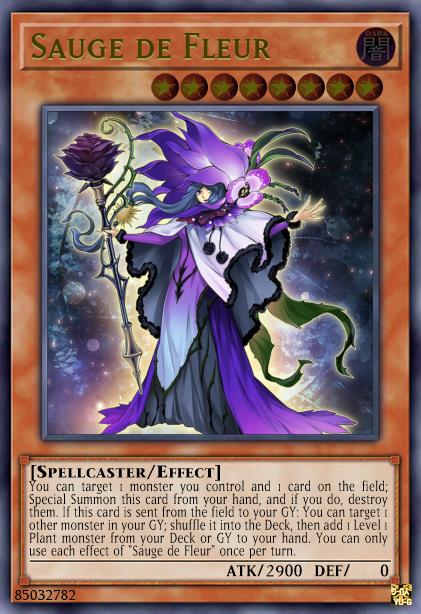 Sauge de Fleur
DARK
闇
[Spellcaster/Effect]
You can target 1 monster you control and 1 card on the field;
Special Summon this card from your hand, and if you do, destroy
them. If this card is sent from the field to your GY: You can target 1
other monster in your GY; shuffle it into the Deck, then add 1 Level 1
Plant monster from your Deck or GY to your hand. You can only
use each effect of "Sauge de Fleur" once per turn.
ATK/2900 DEF/ 0
85032782